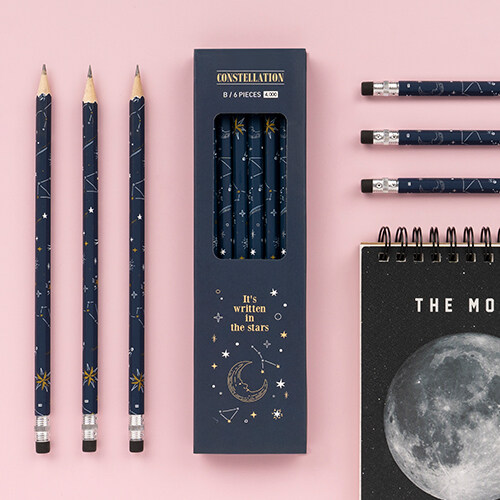 CONSTELLATION
B / 6 PIECES 4,000
It's
written
in
the stars
THE MO